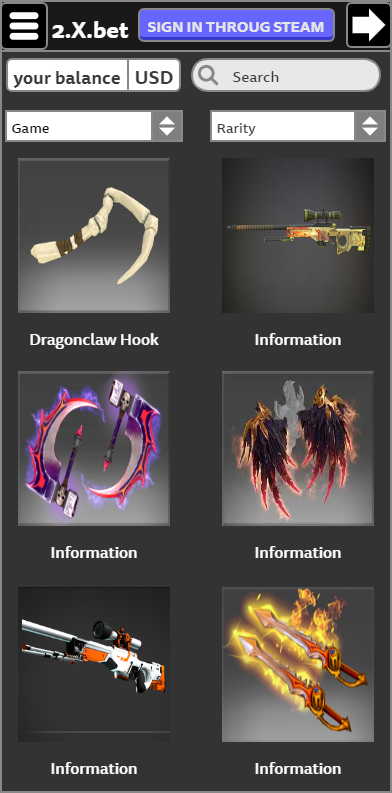 2.X.bet
SIGN IN THROUG STEAM
your balance USD
Search
Game
Rarity
Dragonclaw Hook
Information
Information
Information
Information
Information